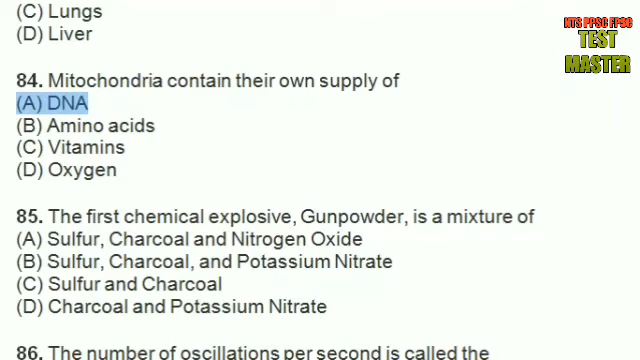 (C) Lungs
(D) Liver
NTS PPSC FPSC
TEST
MASTER
84. Mitochondria contain their own supply of
(A) DNA
(B) Amino acids
(C) Vitamins
(D) Oxygen
85. The first chemical explosive, Gunpowder, is a mixture of
(A) Sulfur, Charcoal and Nitrogen Oxide
(B) Sulfur, Charcoal, and Potassium Nitrate
(C) Sulfur and Charcoal
(D) Charcoal and Potassium Nitrate
86. The number of oscillations per second is called the